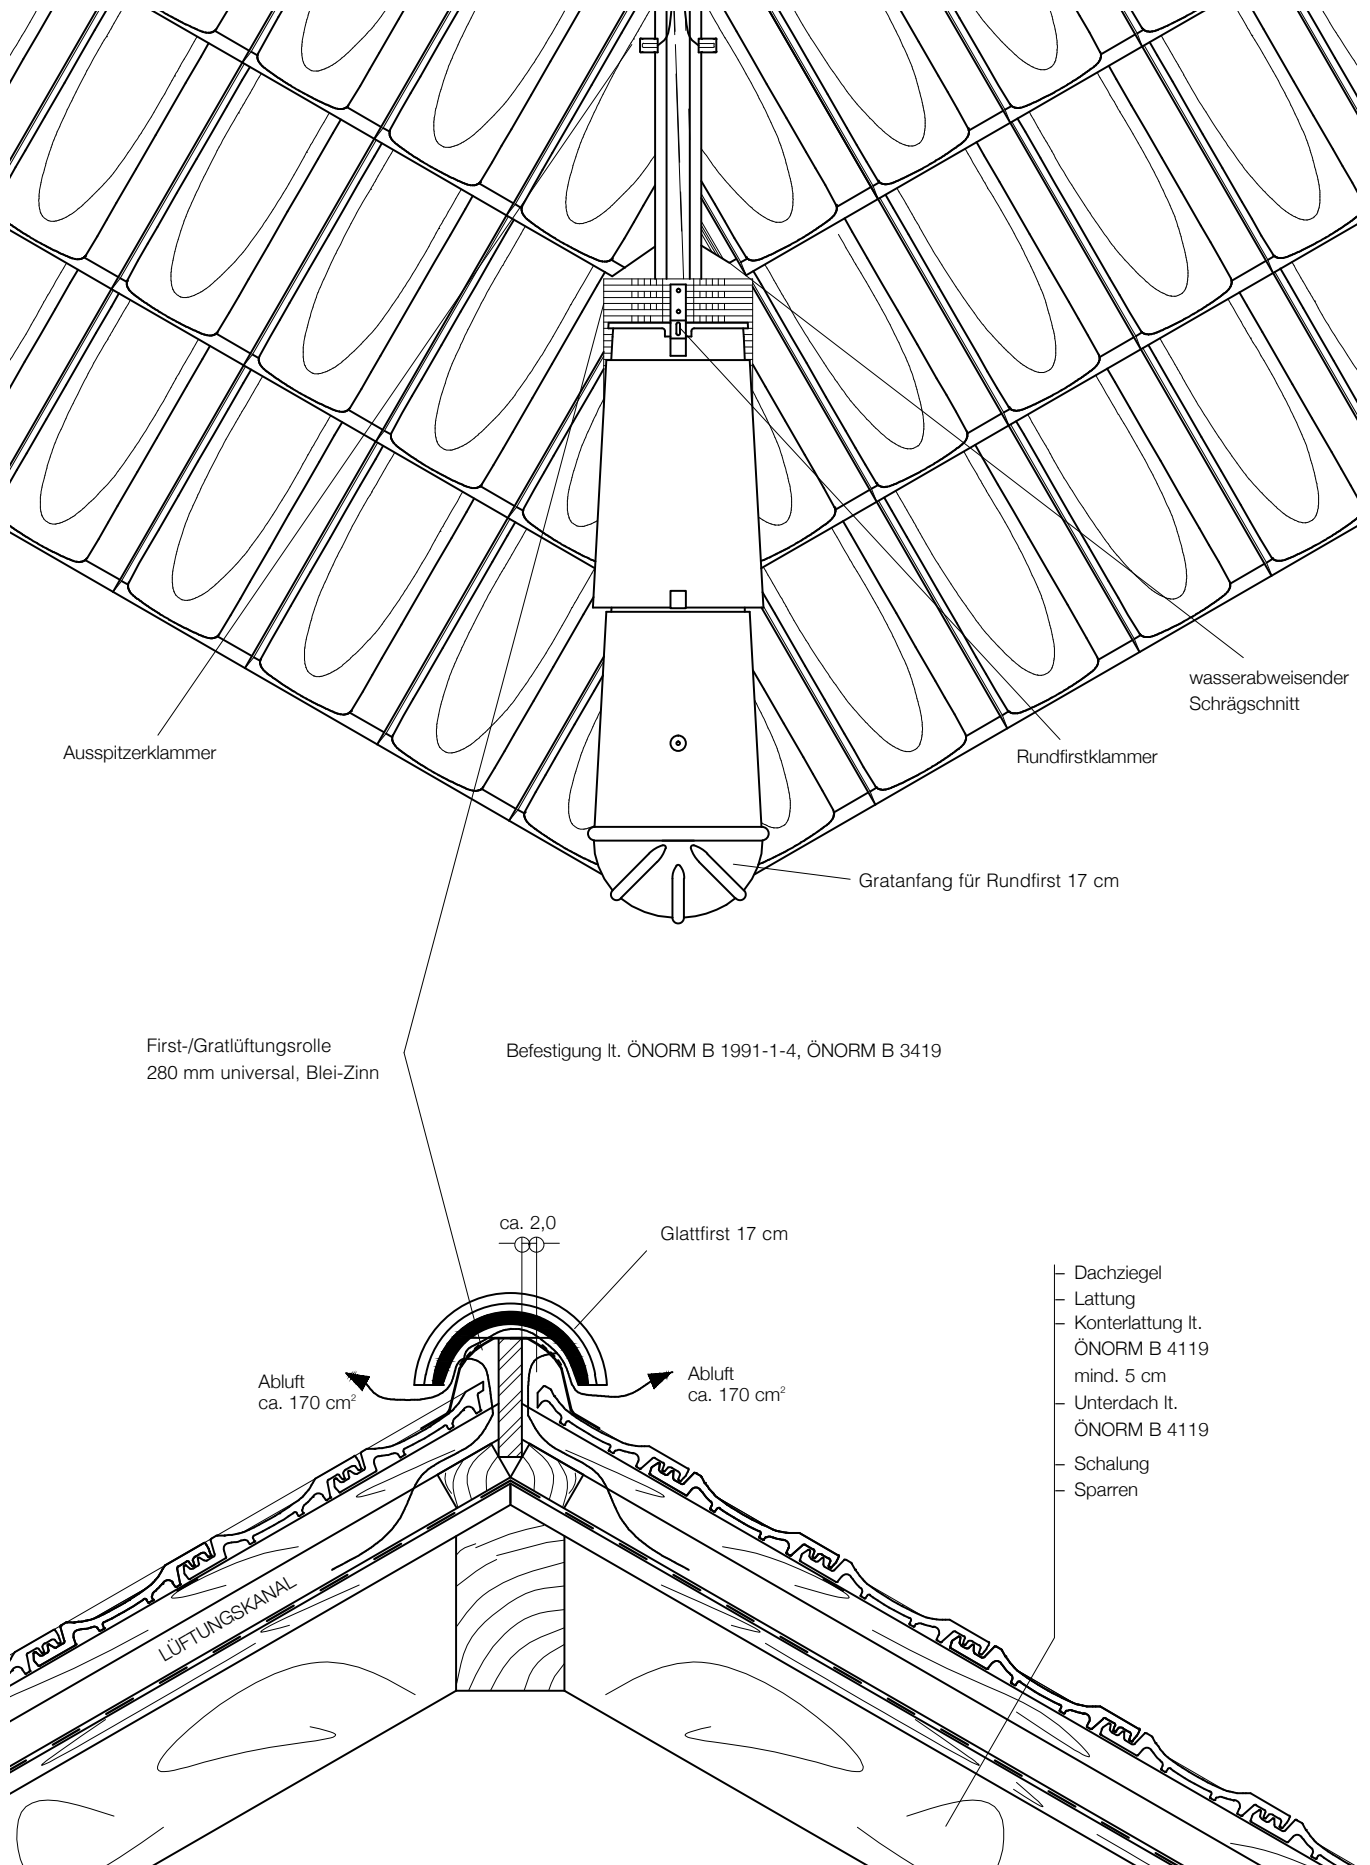 wasserabweisender
Schrägschnitt
Ausspitzerklammer
Rundfirstklammer
Gratanfang für Rundfirst 17 cm
First-/Gratlüftungsrolle
280 mm universal, Blei-Zinn
Befestigung lt. ÖNORM B 1991-1-4, ÖNORM B 3419
ca. 2,0
Glattfirst 17 cm
Abluft
ca. 170 cm²
Abluft
ca. 170 cm²
Dachziegel
Lattung
Konterlattung lt.
ÖNORM B 4119
mind. 5 cm
Unterdach lt.
ÖNORM B 4119
Schalung
Sparren
LÜFTUNGSKANAL